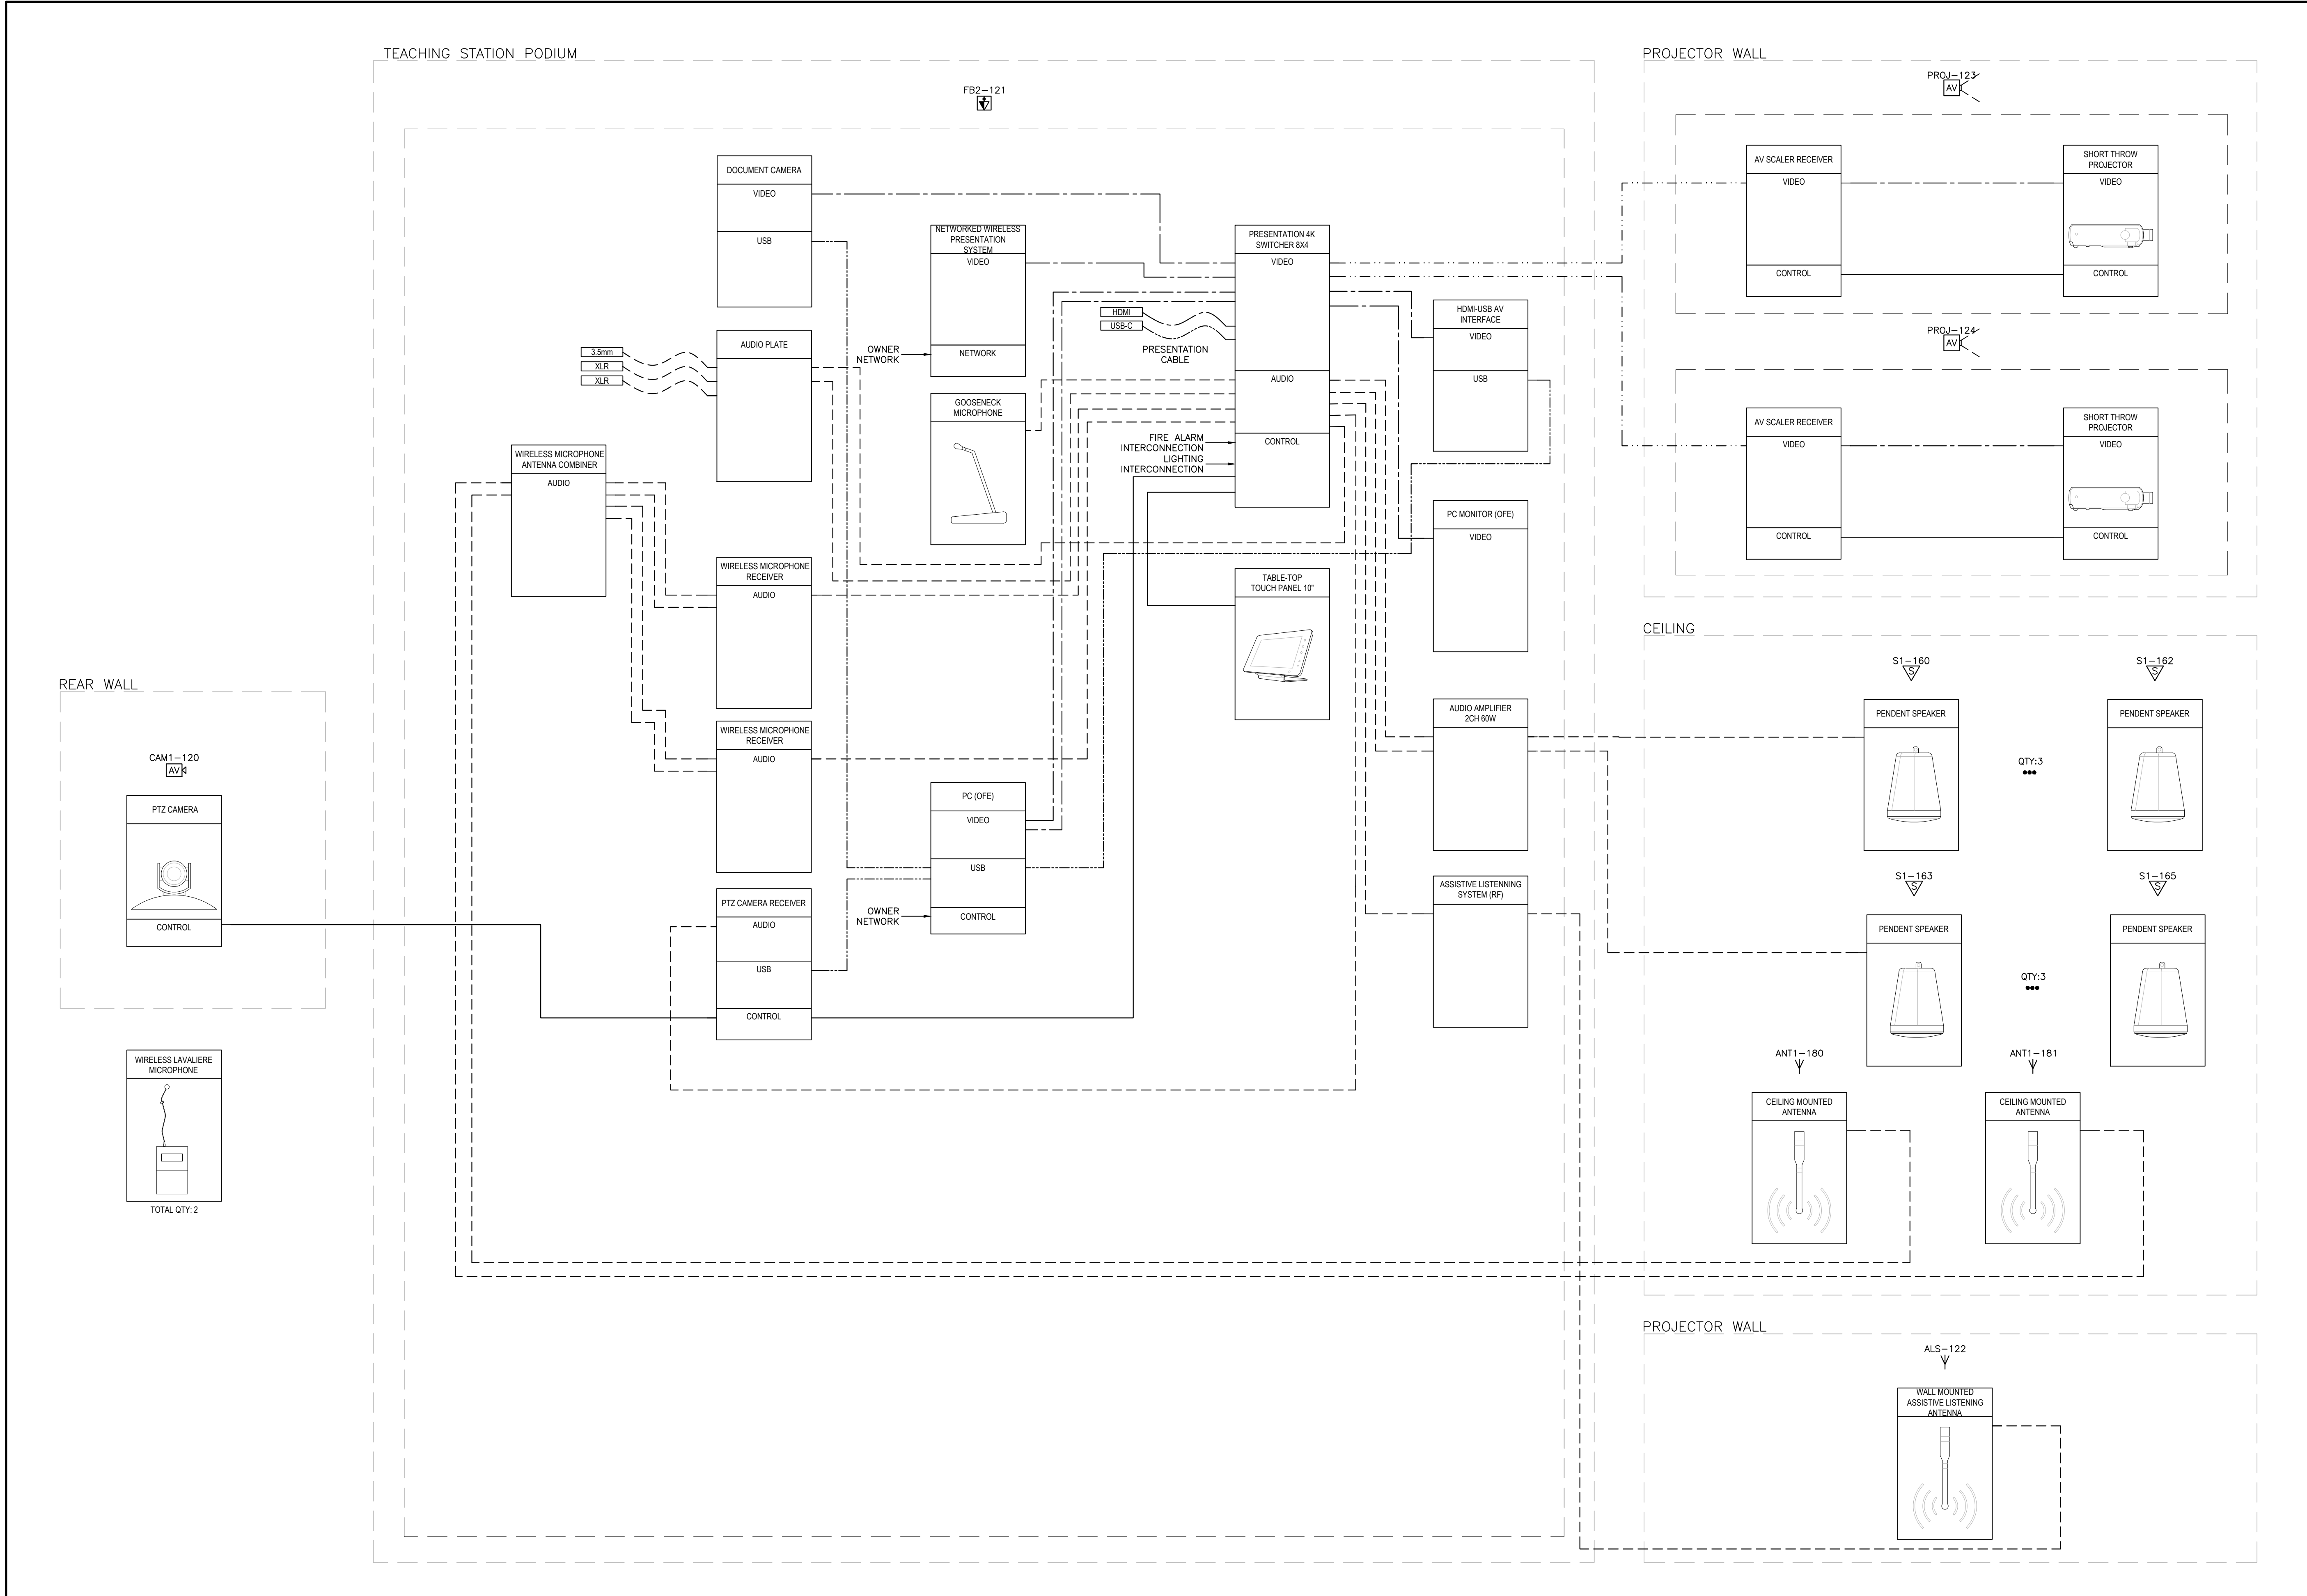 TEACHING STATION PODIUM
FB2-121
DOCUMENT CAMERA
VIDEO
USB
NETWORKED WIRELESS
PRESENTATION
SYSTEM
VIDEO
NETWORK
OWNER
NETWORK
PRESENTATION 4K
SWITCHER 8X4
VIDEO
AUDIO
CONTROL
HDMI
USB-C
PRESENTATION
CABLE
FIRE ALARM
INTERCONNECTION
LIGHTING
INTERCONNECTION
HDMI-USB AV
INTERFACE
VIDEO
USB
AUDIO PLATE
3.5mm
XLR
XLR
GOOSENECK
MICROPHONE
WIRELESS MICROPHONE
ANTENNA COMBINER
AUDIO
PC MONITOR (OFE)
VIDEO
WIRELESS MICROPHONE
RECEIVER
AUDIO
TABLE-TOP
TOUCH PANEL 10"
WIRELESS MICROPHONE
RECEIVER
AUDIO
AUDIO AMPLIFIER
2CH 60W
PC (OFE)
VIDEO
USB
CONTROL
OWNER
NETWORK
PTZ CAMERA RECEIVER
AUDIO
USB
CONTROL
ASSISTIVE LISTENNING
SYSTEM (RF)
REAR WALL
CAM1-120
AV
PTZ CAMERA
CONTROL
WIRELESS LAVALIERE
MICROPHONE
TOTAL QTY: 2
PROJECTOR WALL
PROJ-123
AV
AV SCALER RECEIVER
VIDEO
CONTROL
SHORT THROW
PROJECTOR
VIDEO
CONTROL
PROJ-124
AV
AV SCALER RECEIVER
VIDEO
CONTROL
SHORT THROW
PROJECTOR
VIDEO
CONTROL
CEILING
S1-160
S
PENDENT SPEAKER
QTY:3
S1-162
S
PENDENT SPEAKER
S1-163
S
PENDENT SPEAKER
QTY:3
S1-165
S
PENDENT SPEAKER
ANT1-180
CEILING MOUNTED
ANTENNA
ANT1-181
CEILING MOUNTED
ANTENNA
PROJECTOR WALL
ALS-122
WALL MOUNTED
ASSISTIVE LISTENING
ANTENNA